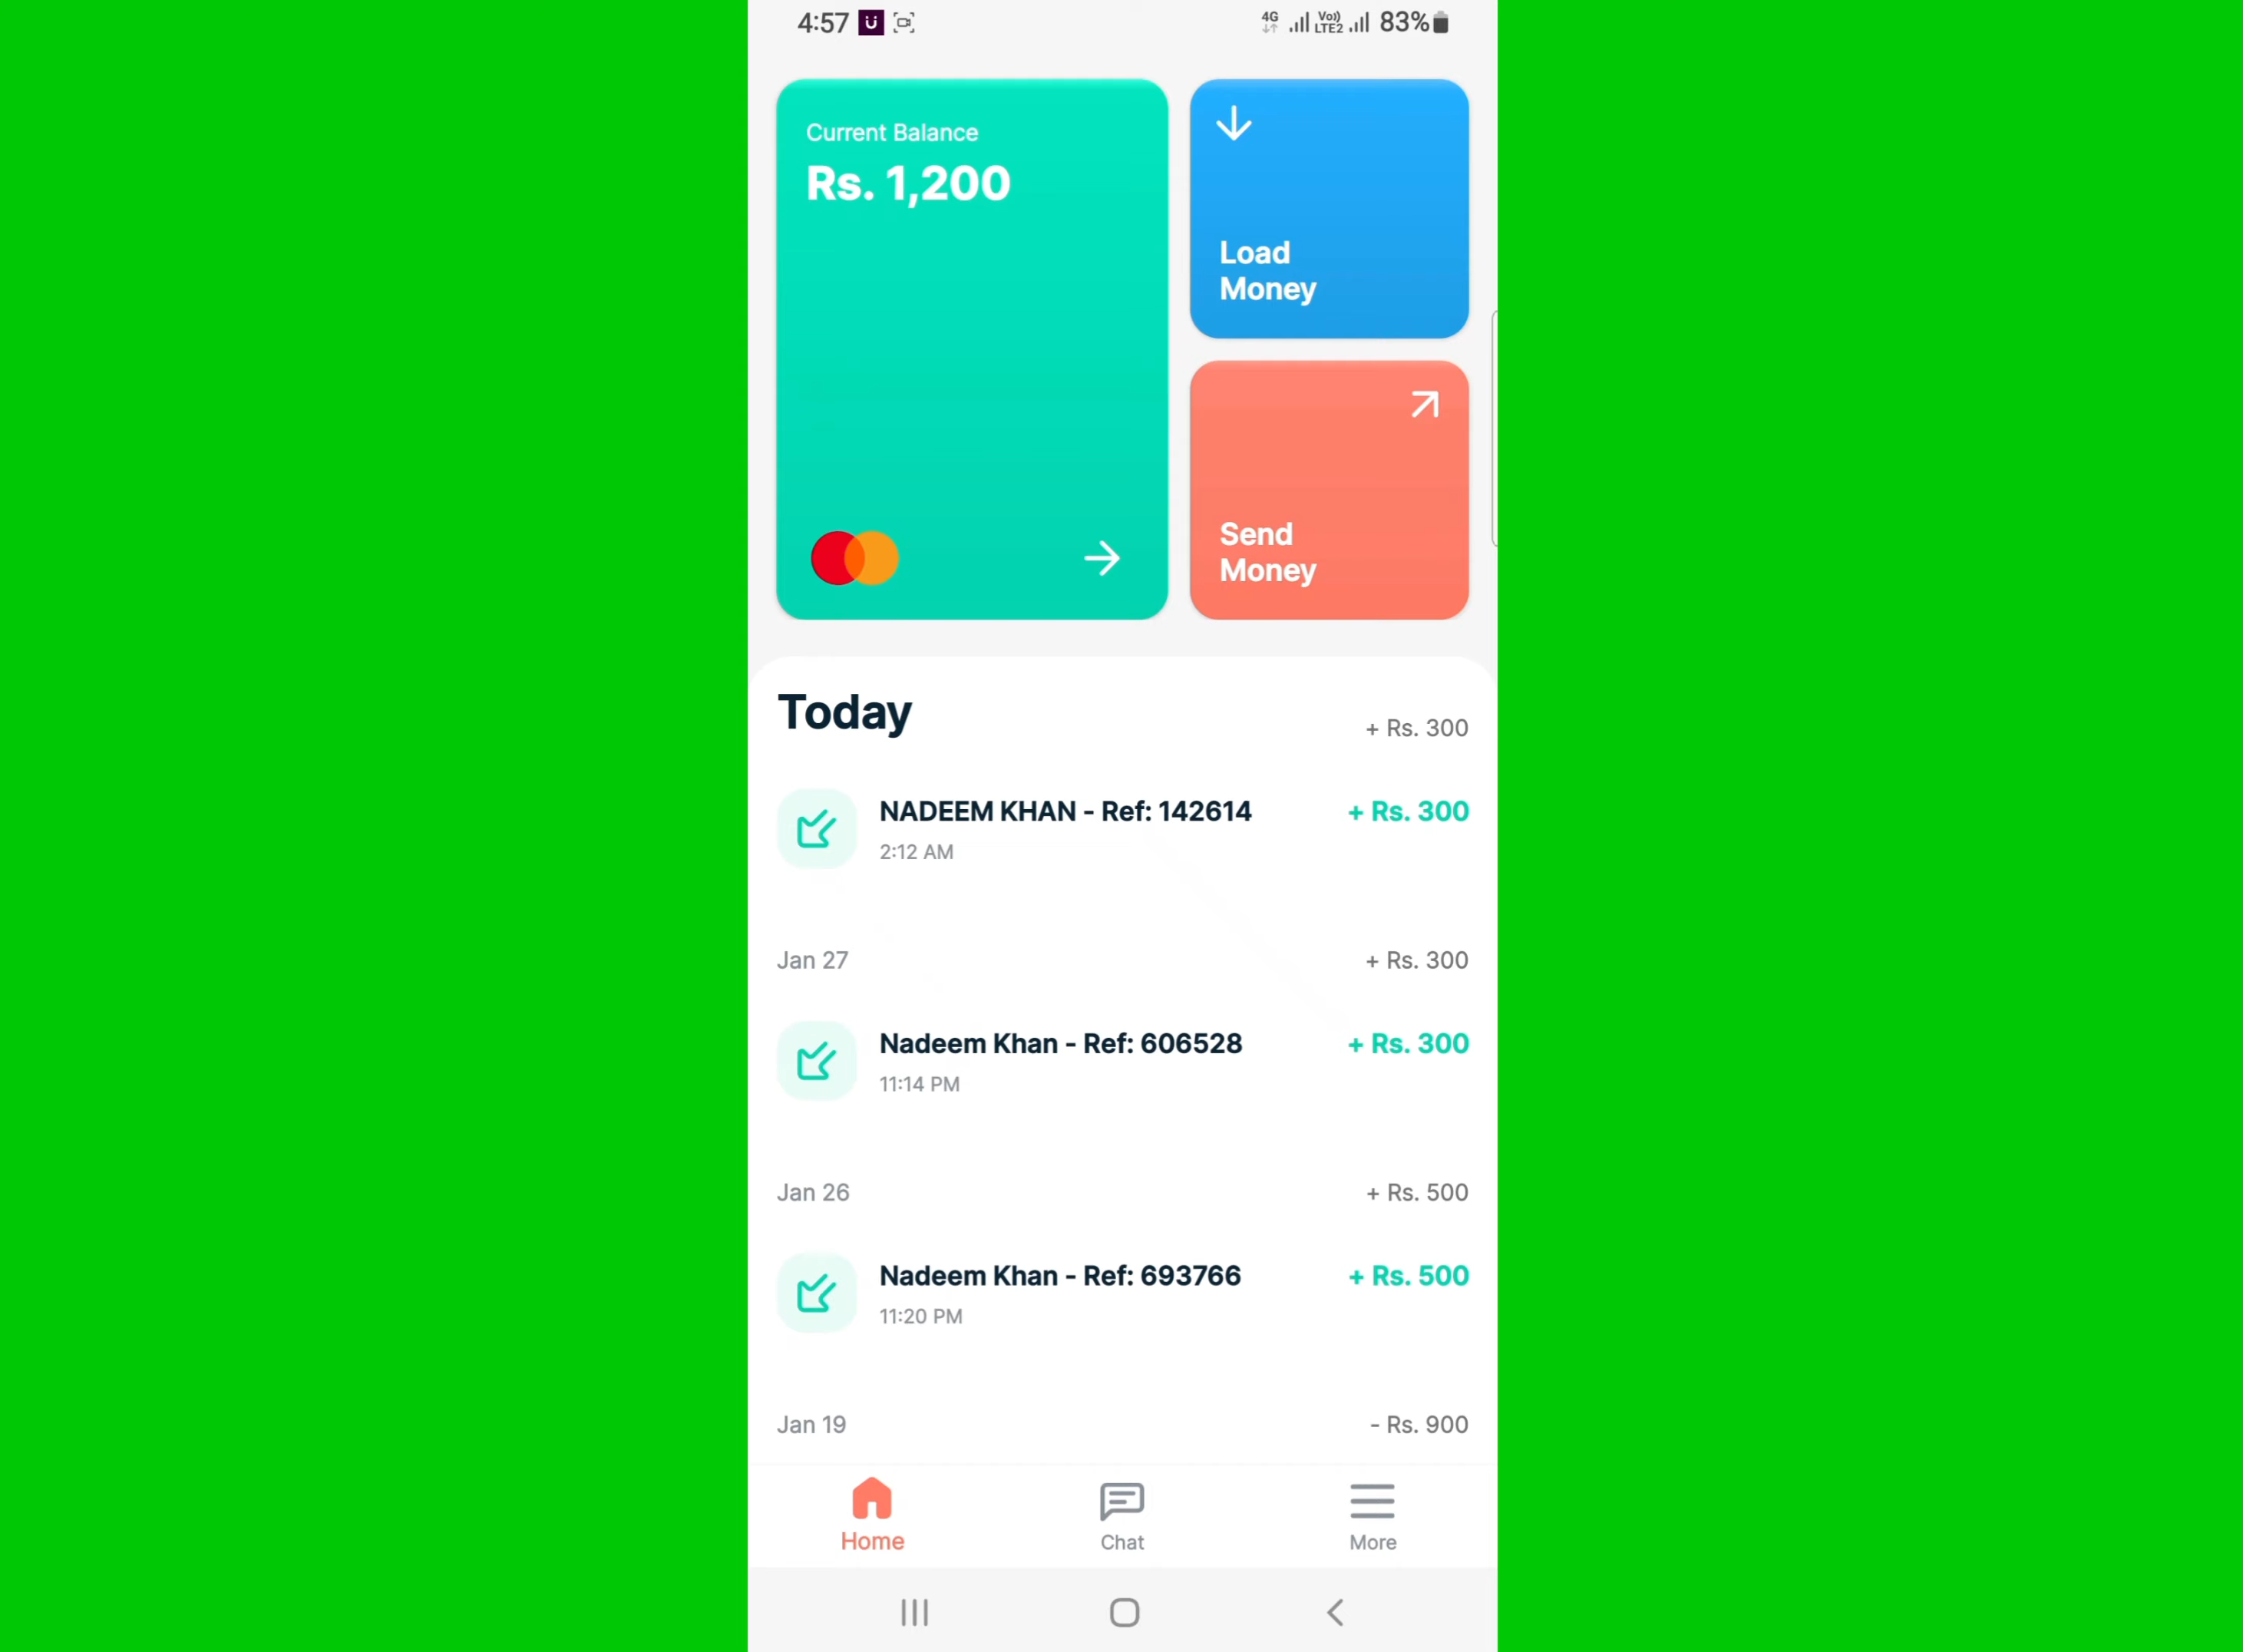 4:57
4G Vo)) LTE2 83%
Current Balance
Rs. 1,200
Load
Money
Send
Money
Today
+ Rs. 300
NADEEM KHAN - Ref: 142614
+ Rs. 300
2:12 AM
Jan 27
+ Rs. 300
Nadeem Khan - Ref: 606528
+ Rs. 300
11:14 PM
Jan 26
+ Rs. 500
Nadeem Khan - Ref: 693766
+ Rs. 500
11:20 PM
Jan 19
- Rs. 900
Home
Chat
More